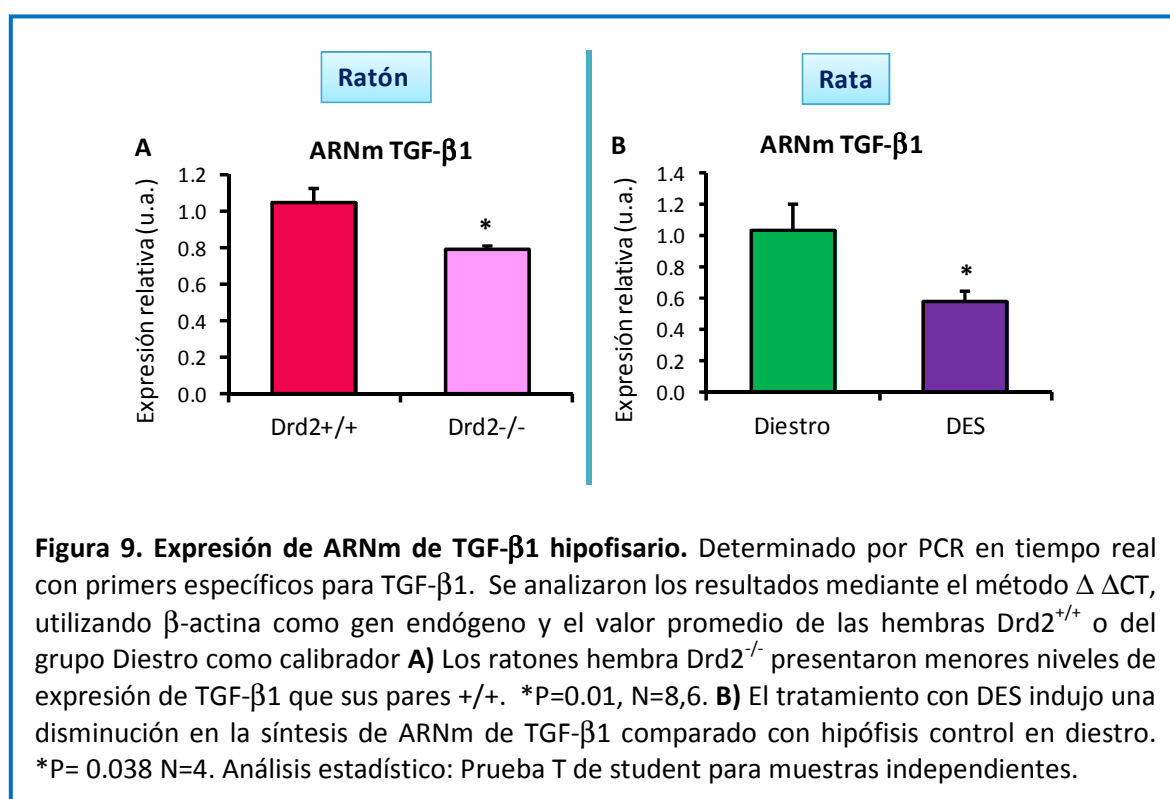 Ratón
Rata
A
ARNm TGF-β1
Expresión relativa (u.a.)
1.2
1.0
0.8
0.6
0.4
0.2
0.0
*
Drd2+/+ Drd2-/-
B
ARNm TGF-β1
Expresión relativa (u.a.)
1.4
1.2
1.0
0.8
0.6
0.4
0.2
0.0
*
Diestro DES
Figura 9. Expresión de ARNm de TGF-β1 hipofisario. Determinado por PCR en tiempo real
con primers específicos para TGF-β1. Se analizaron los resultados mediante el método Δ ΔCT,
utilizando β-actina como gen endógeno y el valor promedio de las hembras Drd2+/+ o del
grupo Diestro como calibrador A) Los ratones hembra Drd2-/- presentaron menores niveles de
expresión de TGF-β1 que sus pares +/+. *P=0.01, N=8,6. B) El tratamiento con DES indujo una
disminución en la síntesis de ARNm de TGF-β1 comparado con hipófisis control en diestro.
*P= 0.038 N=4. Análisis estadístico: Prueba T de student para muestras independientes.